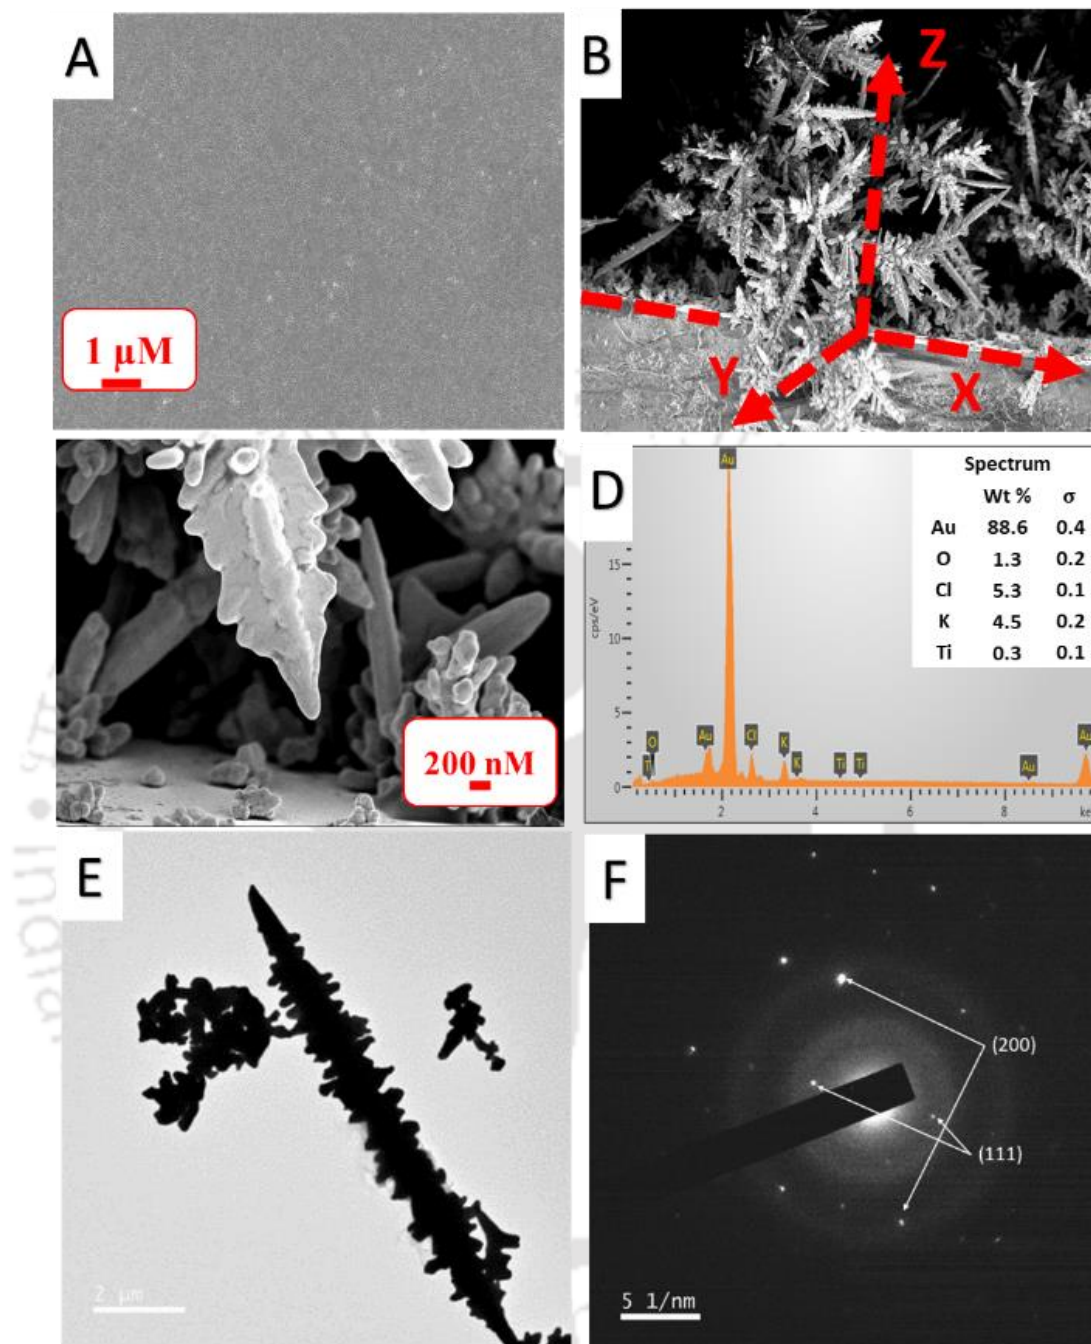 A
1 µM
B
Z
Y
X
200 nM
D
Spectrum
Wt % σ
Au 88.6 0.4
O 1.3 0.2
Cl 5.3 0.1
K 4.5 0.2
Ti 0.3 0.1
Au
15
cps/eV
10
5
0
O
Ti
Au
Cl
K
K
Ti
Ti
Au
Au
2
4
6
8
ke
E
2 µm
F
(200)
(111)
5 1/nm